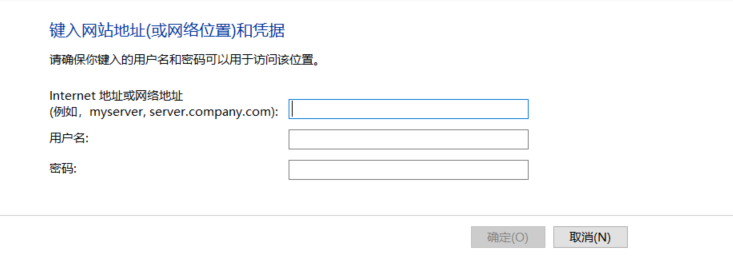 键入网站地址(或网络位置)和凭据
请确保你键入的用户名和密码可以用于访问该位置。
Internet 地址或网络地址
(例如，myserver, server.company.com):
用户名:
密码:
确定(O)
取消(N)